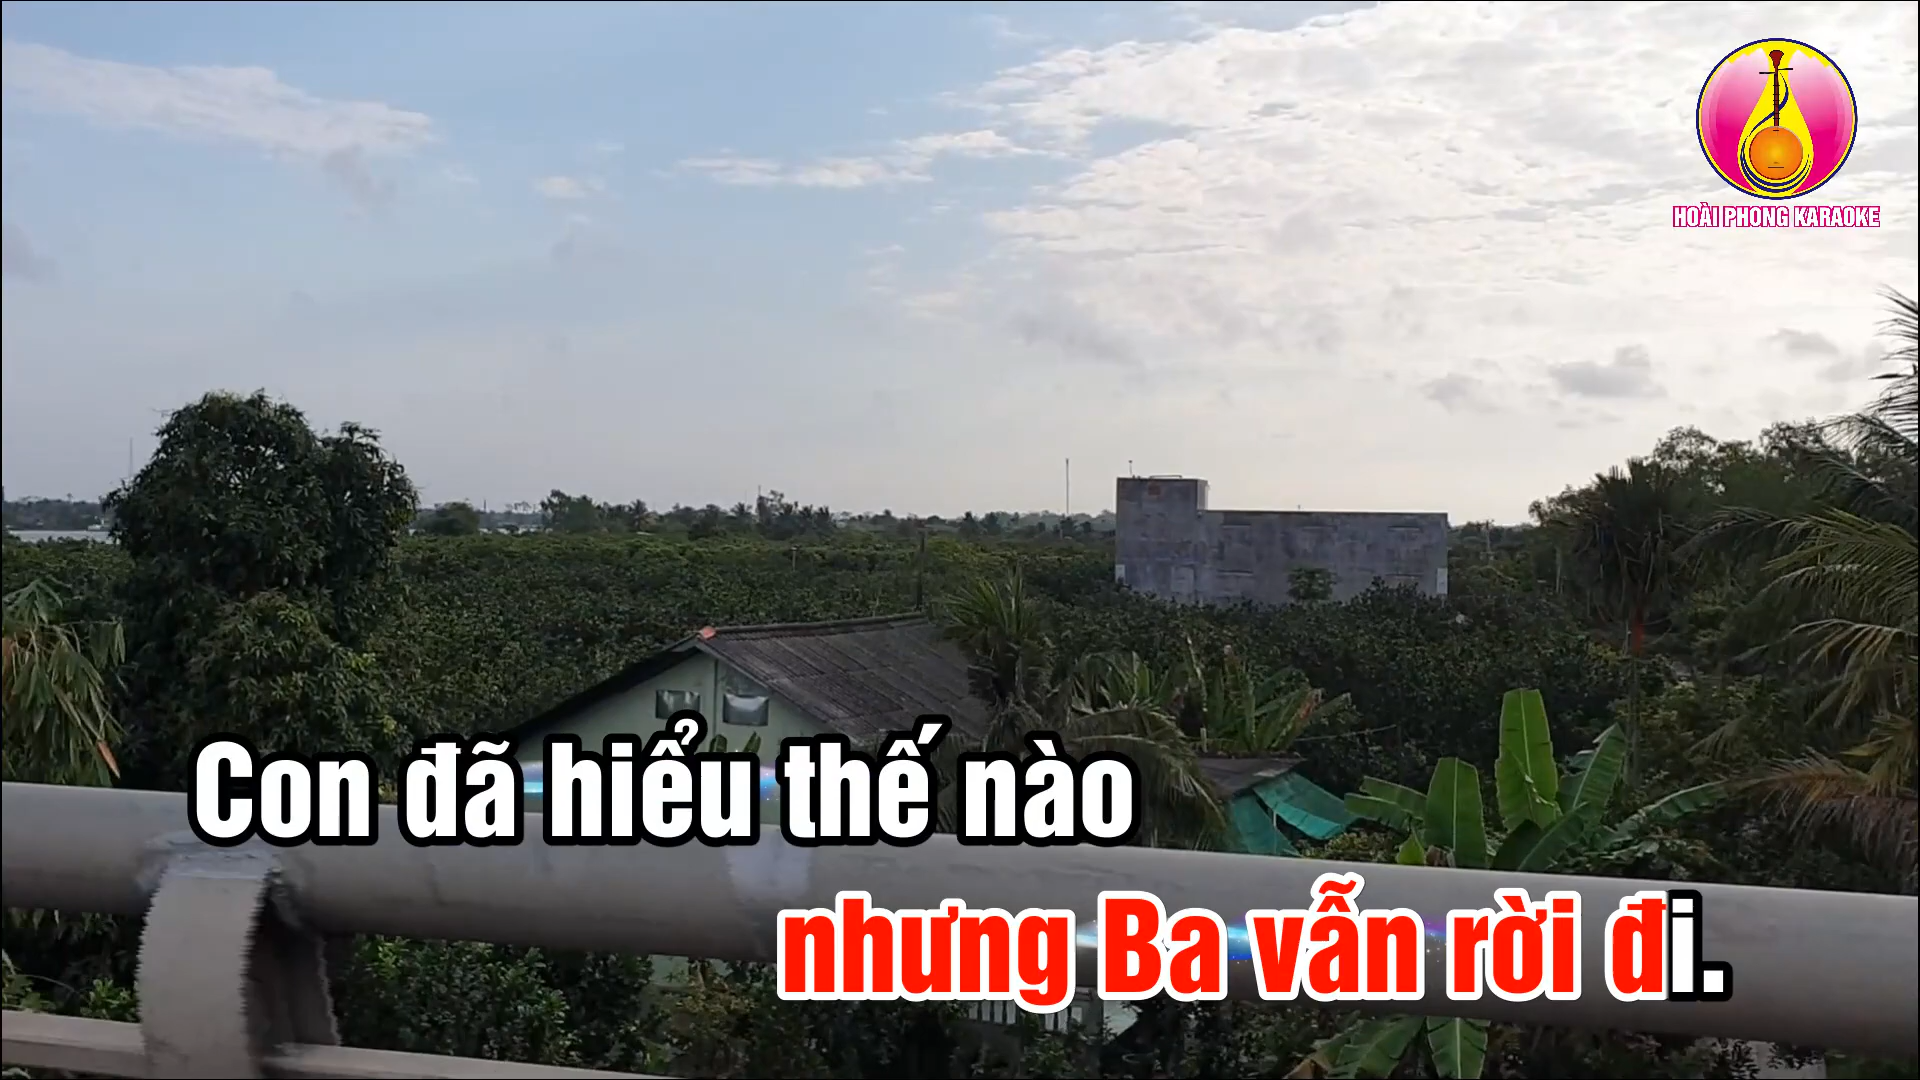 HOÀI PHONG KARAOKE
Con đã hiểu thế nào
nhưng Ba vẫn rời đi.